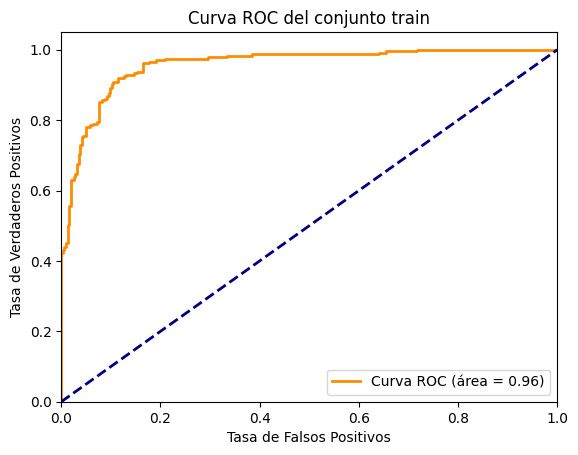 Curva ROC del conjunto train
Tasa de Verdaderos Positivos
1.0
0.8
0.6
0.4
0.2
0.0
0.0 0.2 0.4 0.6 0.8 1.0
Tasa de Falsos Positivos
Curva ROC (área = 0.96)